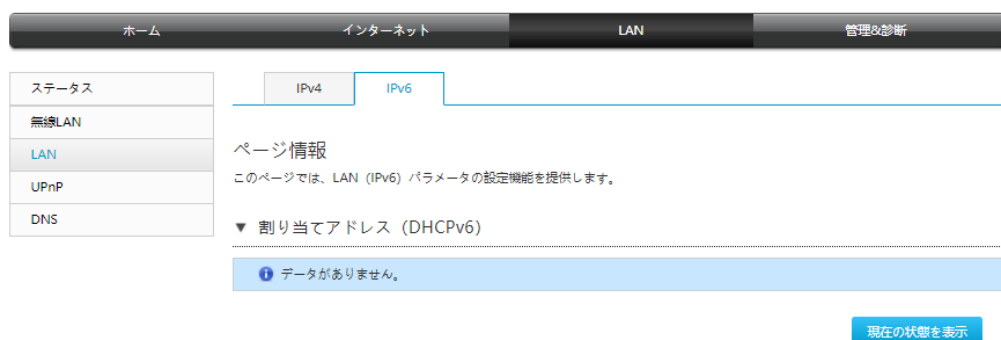 ホーム インターネット LAN 管理&診断
ステータス
無線LAN
LAN
UPnP
DNS
IPv4 IPv6
ページ情報
このページでは、LAN（IPv6）パラメータの設定機能を提供します。
▼ 割り当てアドレス（DHCPv6）
データがありません。
現在の状態を表示